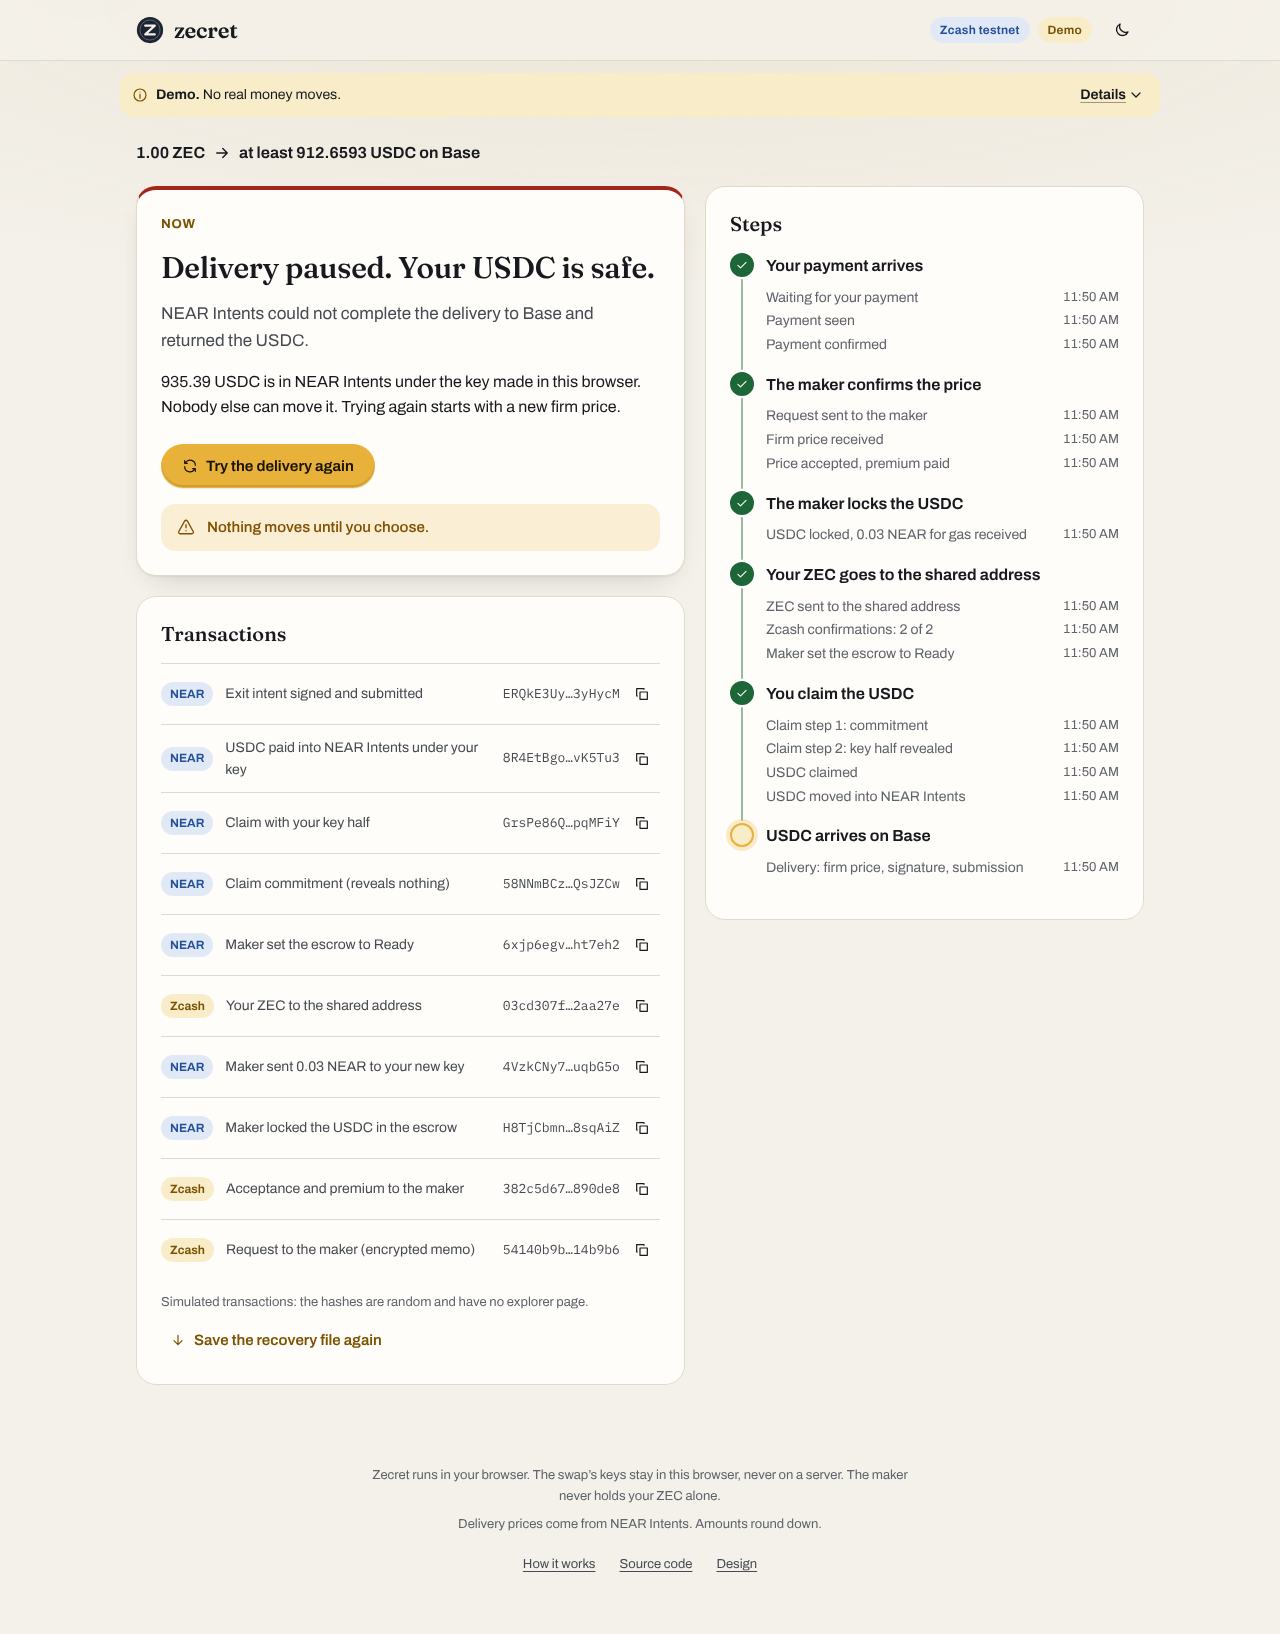 zecret
Zcash testnet
Demo
Demo. No real money moves.
Details
1.00 ZEC → at least 912.6593 USDC on Base
NOW
Delivery paused. Your USDC is safe.
NEAR Intents could not complete the delivery to Base and
returned the USDC.
935.39 USDC is in NEAR Intents under the key made in this browser.
Nobody else can move it. Trying again starts with a new firm price.
Try the delivery again
Nothing moves until you choose.
Transactions
NEAR Exit intent signed and submitted ERQkE3Uy…3yHycM
NEAR USDC paid into NEAR Intents under your
key 8R4EtBgo…vK5Tu3
NEAR Claim with your key half GrsPe86Q…pqMFiY
NEAR Claim commitment (reveals nothing) 58NNmBCz…QsJZCw
NEAR Maker set the escrow to Ready 6xjp6egv…ht7eh2
Zcash Your ZEC to the shared address 03cd307f…2aa27e
NEAR Maker sent 0.03 NEAR to your new key 4VzkCNy7…uqbG5o
NEAR Maker locked the USDC in the escrow H8TjCbmn…8sqAiZ
Zcash Acceptance and premium to the maker 382c5d67…890de8
Zcash Request to the maker (encrypted memo) 54140b9b…14b9b6
Simulated transactions: the hashes are random and have no explorer page.
Save the recovery file again
Steps
Your payment arrives
Waiting for your payment 11:50 AM
Payment seen 11:50 AM
Payment confirmed 11:50 AM
The maker confirms the price
Request sent to the maker 11:50 AM
Firm price received 11:50 AM
Price accepted, premium paid 11:50 AM
The maker locks the USDC
USDC locked, 0.03 NEAR for gas received 11:50 AM
Your ZEC goes to the shared address
ZEC sent to the shared address 11:50 AM
Zcash confirmations: 2 of 2 11:50 AM
Maker set the escrow to Ready 11:50 AM
You claim the USDC
Claim step 1: commitment 11:50 AM
Claim step 2: key half revealed 11:50 AM
USDC claimed 11:50 AM
USDC moved into NEAR Intents 11:50 AM
USDC arrives on Base
Delivery: firm price, signature, submission 11:50 AM
Zecret runs in your browser. The swap’s keys stay in this browser, never on a server. The maker
never holds your ZEC alone.
Delivery prices come from NEAR Intents. Amounts round down.
How it works Source code Design